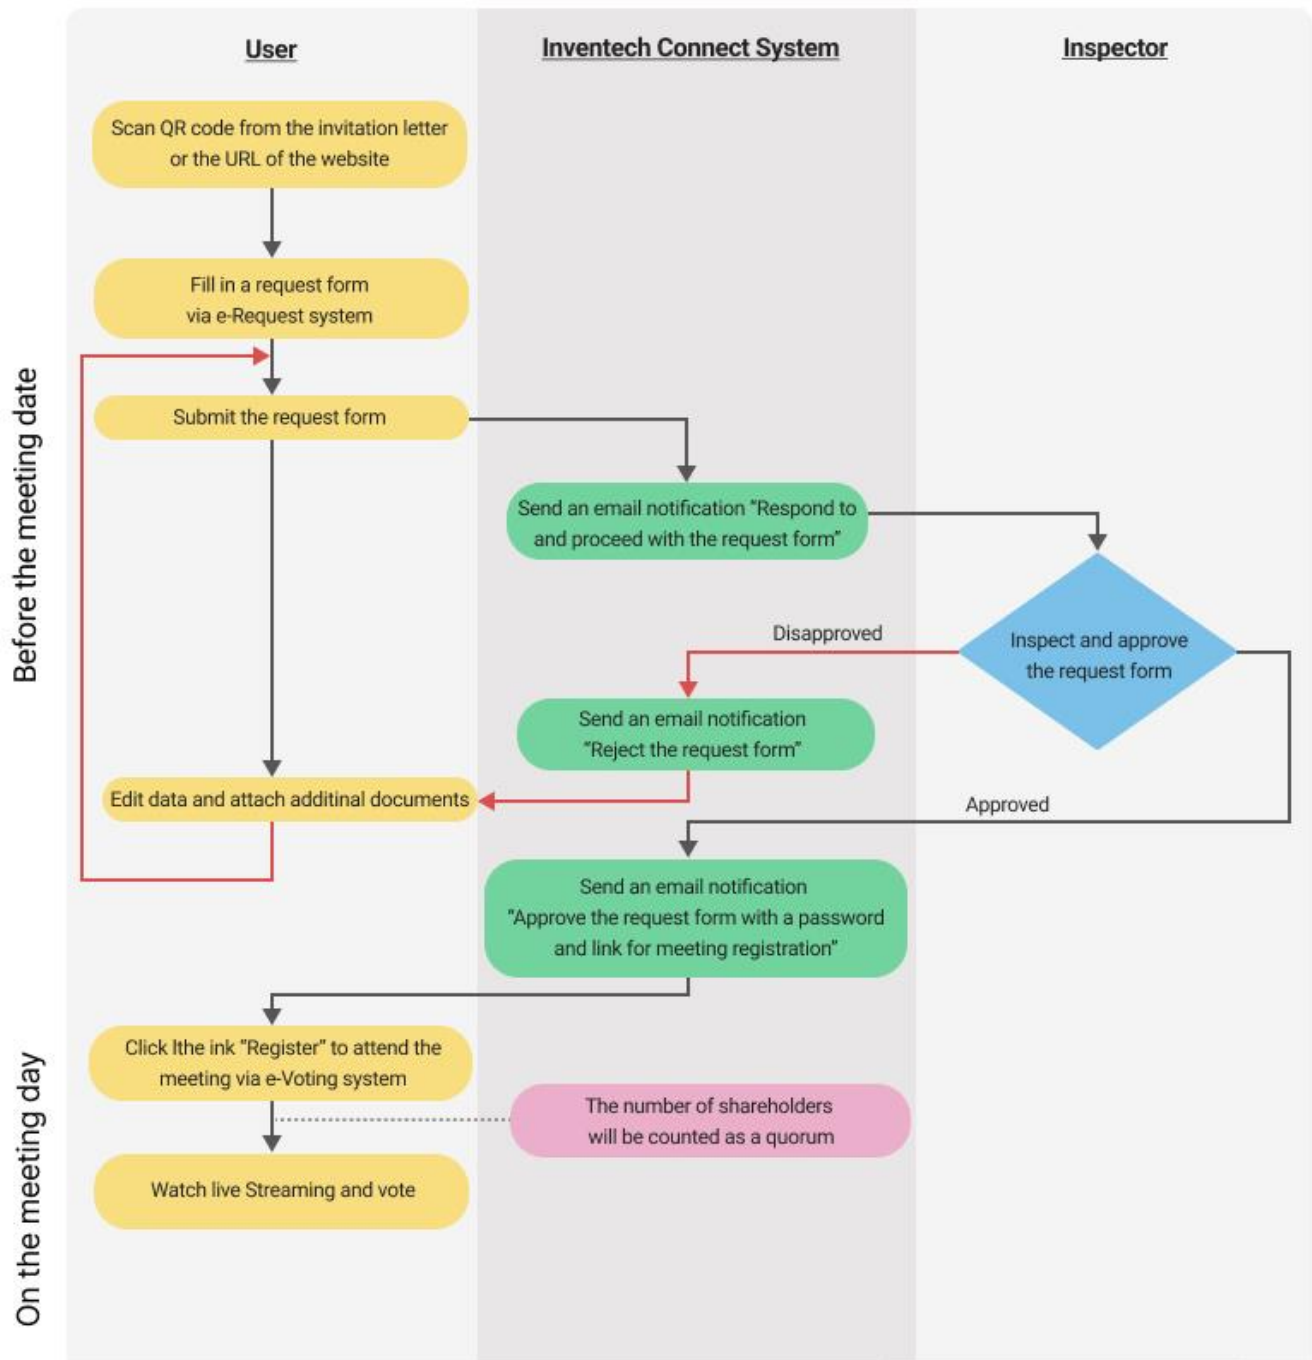 User
Inventech Connect System
Inspector
Scan QR code from the invitation letter
or the URL of the website
Fill in a request form
via e-Request system
Before the meeting date
Submit the request form
Send an email notification “Respond to
and proceed with the request form”
Disapproved
Inspect and approve
the request form
Send an email notification
“Reject the request form”
Edit data and attach additinal documents
Approved
Send an email notification
“Approve the request form with a password
and link for meeting registration”
On the meeting day
Click lthe ink “Register” to attend the
meeting via e-Voting system
The number of shareholders
will be counted as a quorum
Watch live Streaming and vote